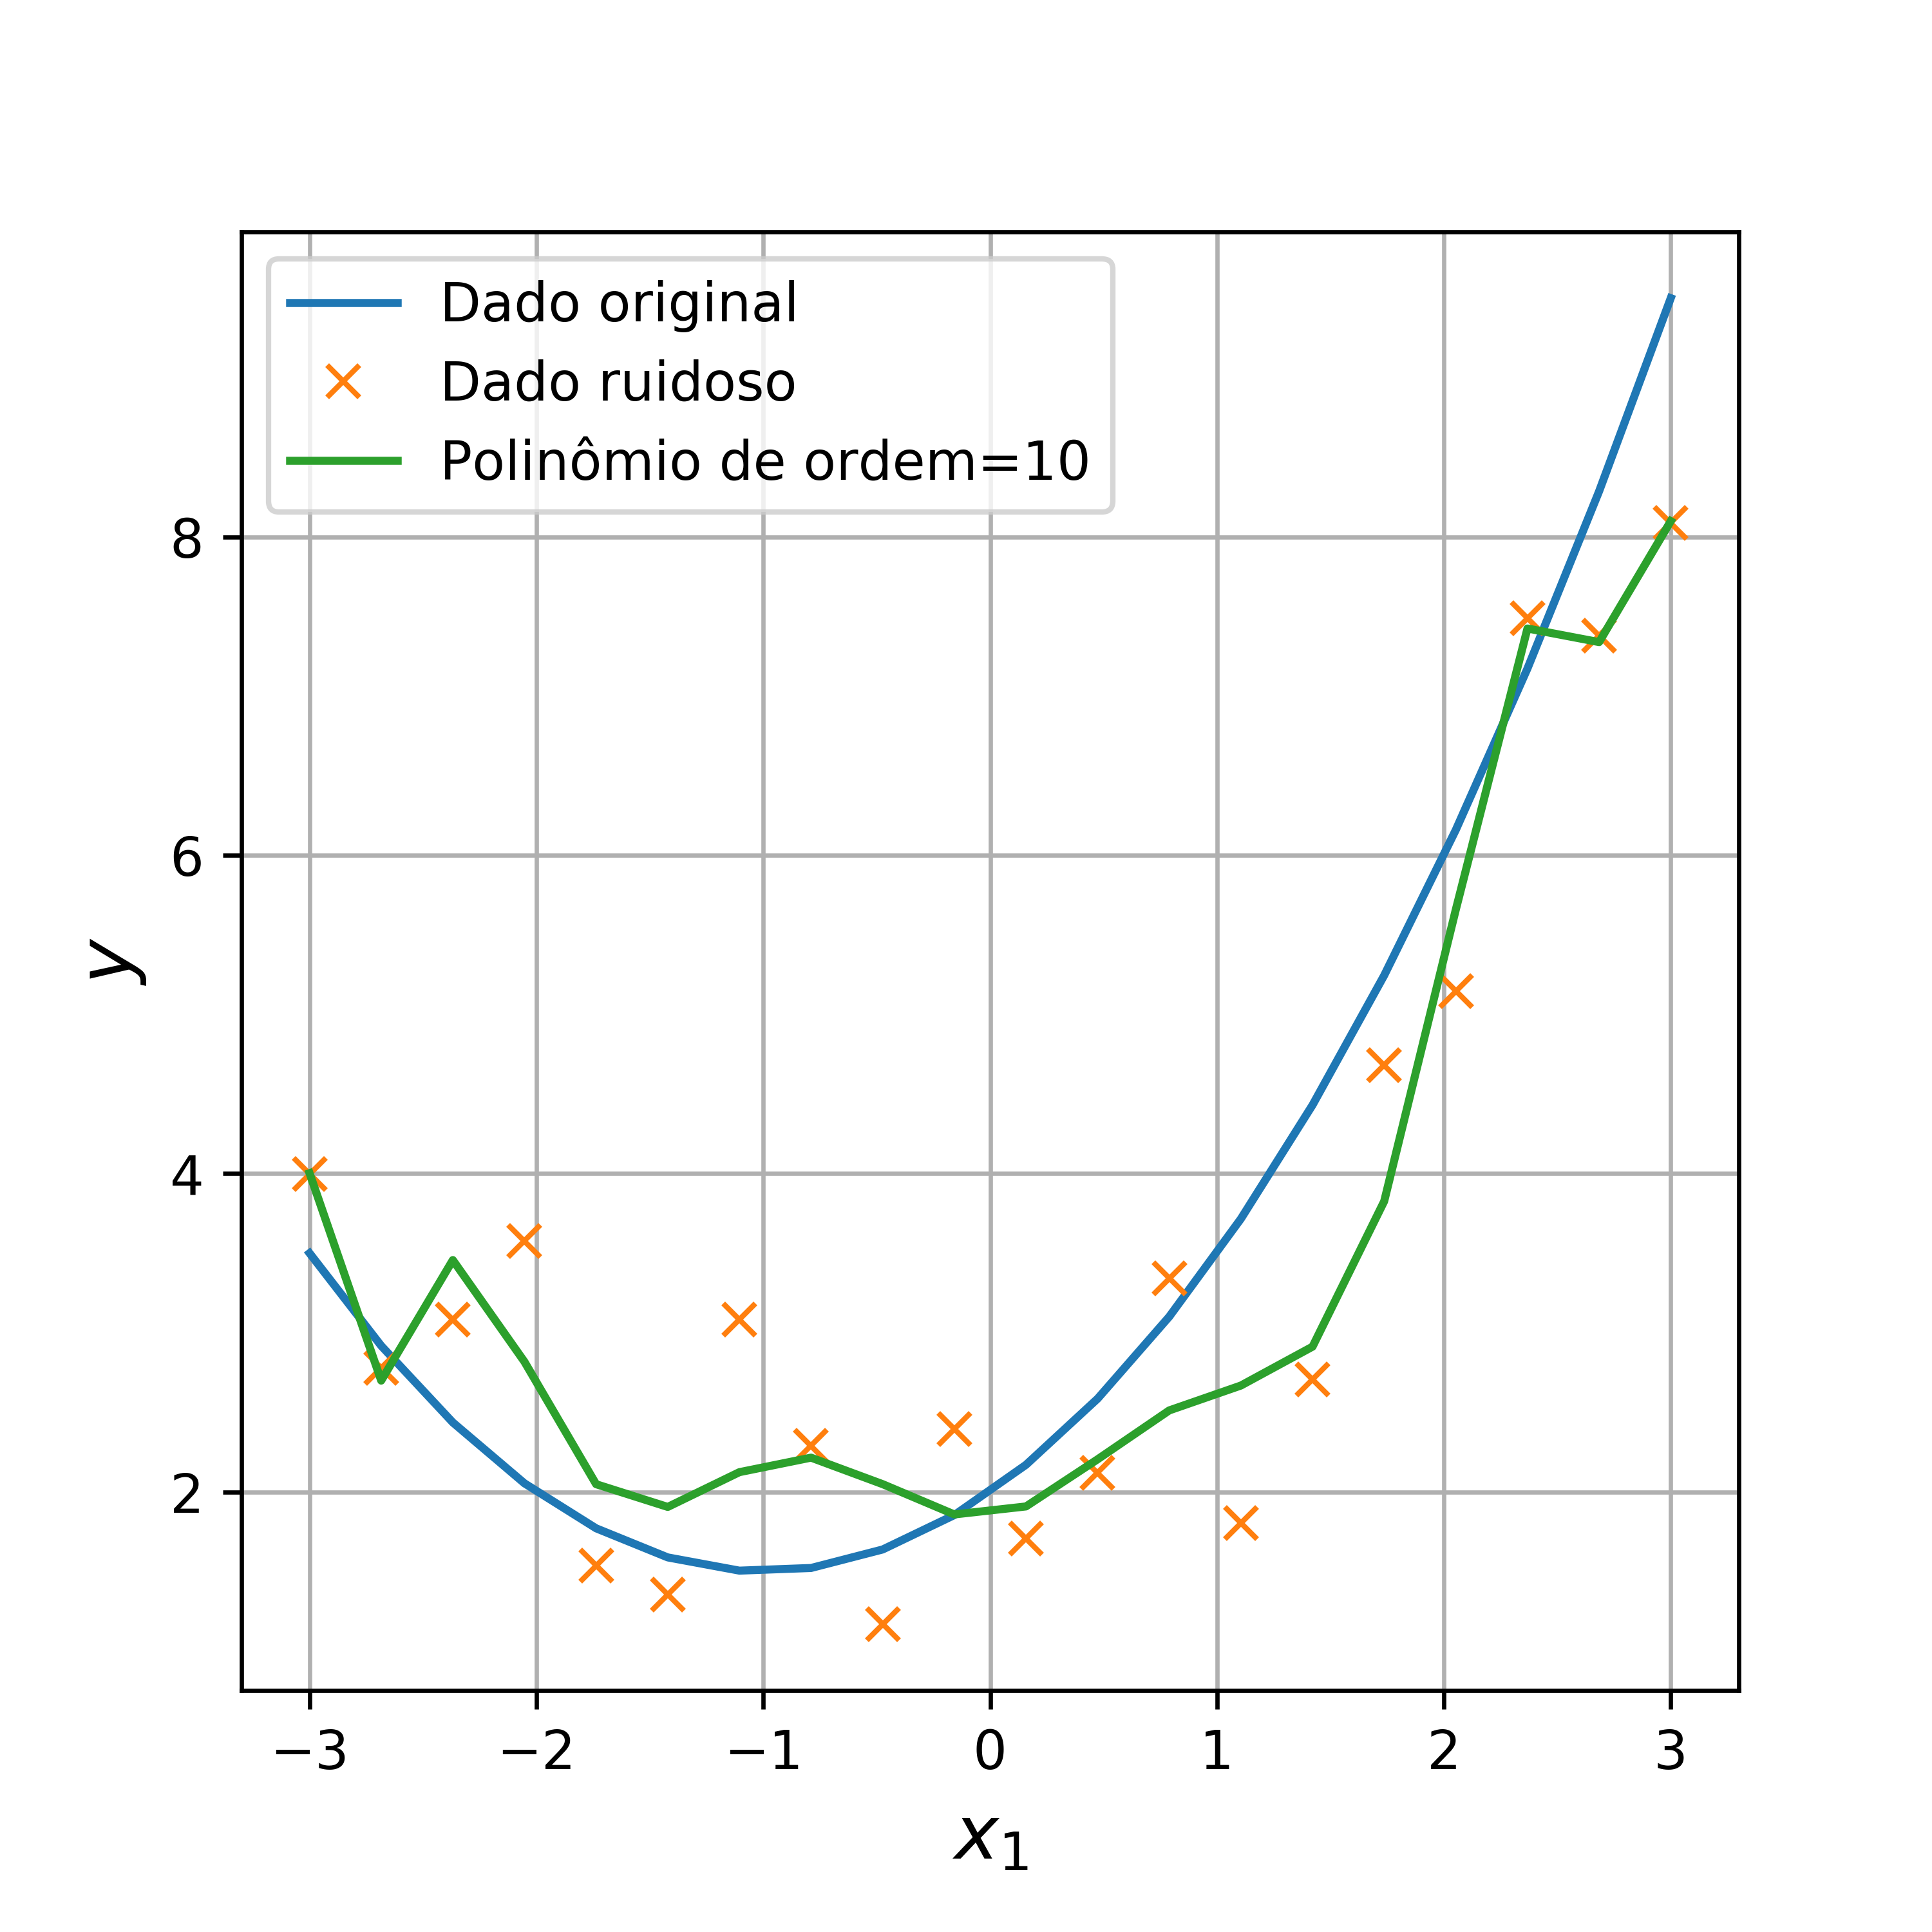 Dado original
Dado ruidoso
Polinômio de ordem=10
8
6
4
2
y
−3 −2 −1 0 1 2 3
x₁